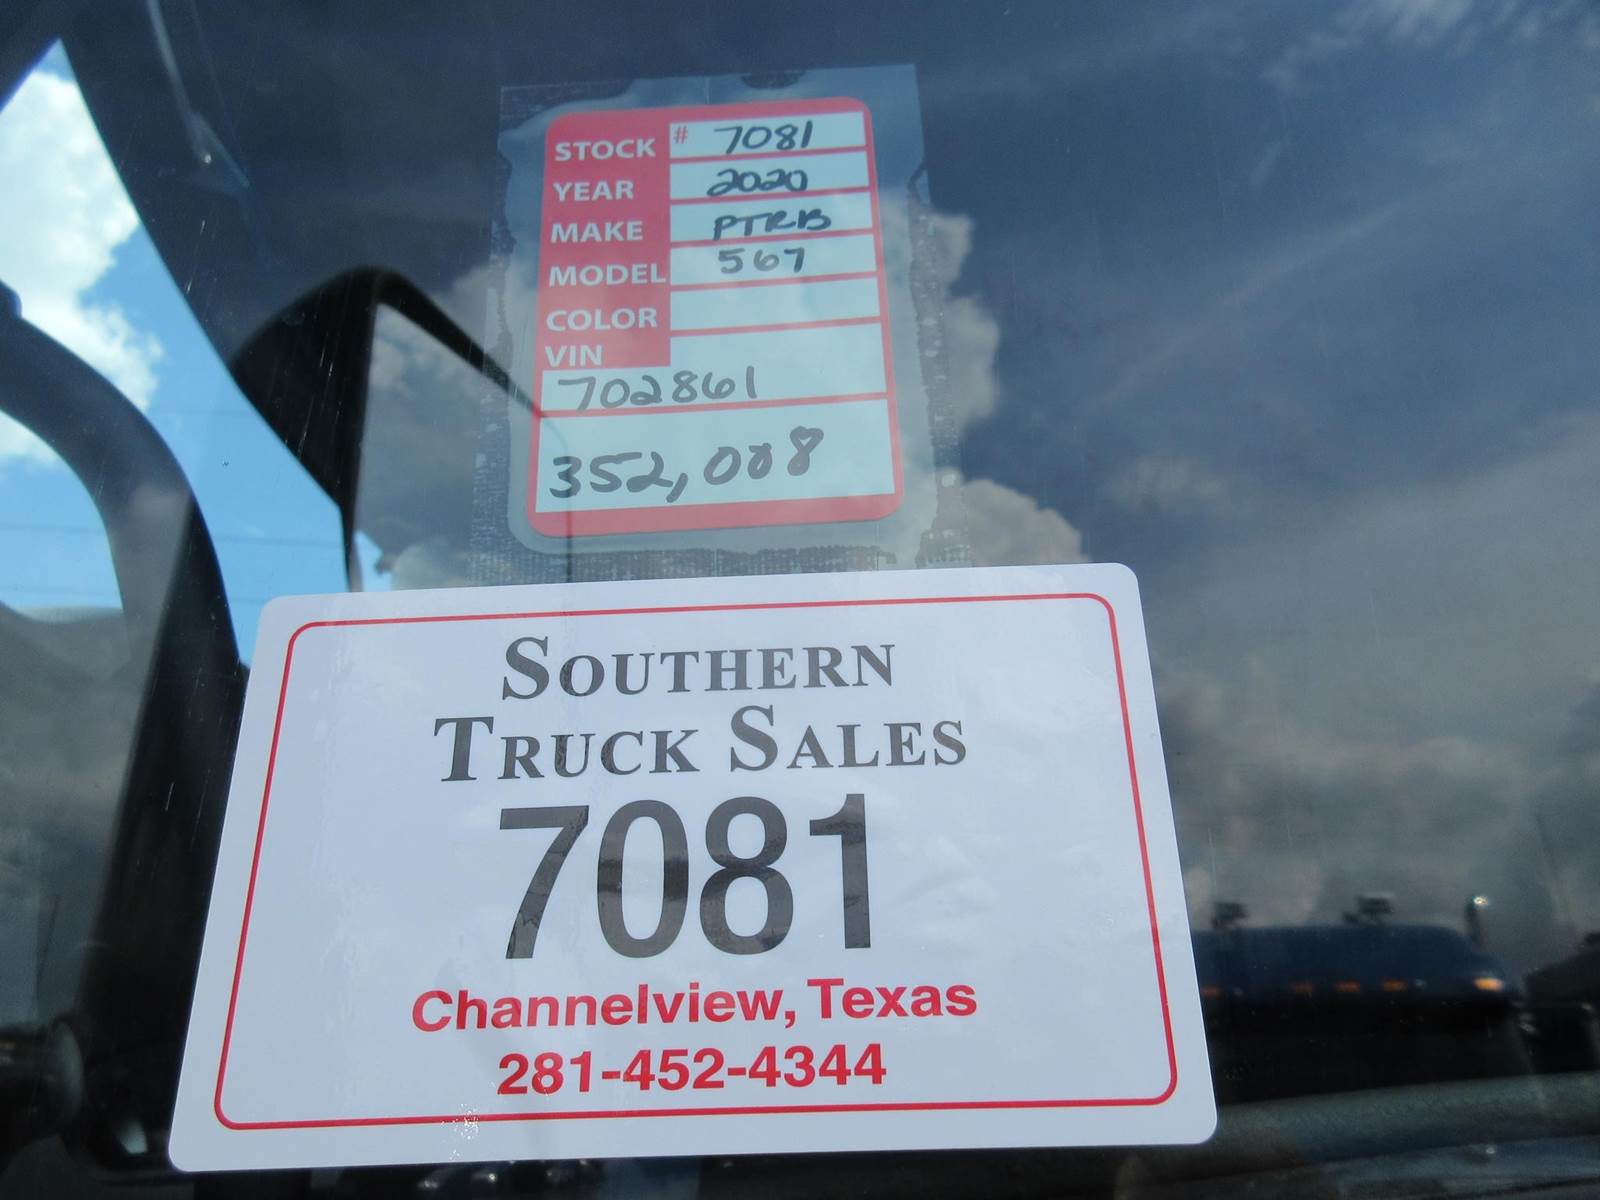 STOCK # 7081
YEAR 2020
MAKE PTRB
MODEL 567
COLOR
VIN
702861
352,008
SOUTHERN
TRUCK SALES
7081
Channelview, Texas
281-452-4344